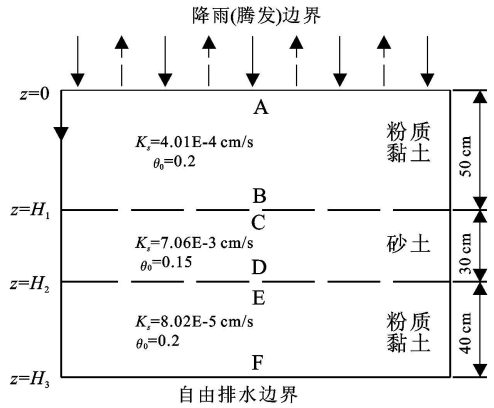 降雨(腾发)边界
z=0
A
Kₛ=4.01E-4 cm/s
θ₀=0.2
粉质
黏土
50 cm
B
z=H₁
C
Kₛ=7.06E-3 cm/s
θ₀=0.15
砂土
30 cm
D
z=H₂
E
Kₛ=8.02E-5 cm/s
θ₀=0.2
粉质
黏土
40 cm
F
z=H₃
自由排水边界